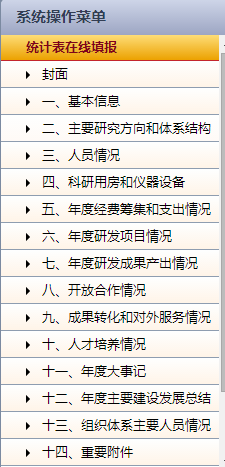 系统操作菜单
统计表在线填报
封面
一、基本信息
二、主要研究方向和体系结构
三、人员情况
四、科研用房和仪器设备
五、年度经费筹集和支出情况
六、年度研发项目情况
七、年度研发成果产出情况
八、开放合作情况
九、成果转化和对外服务情况
十、人才培养情况
十一、年度大事记
十二、年度主要建设发展总结
十三、组织体系主要人员情况
十四、重要附件